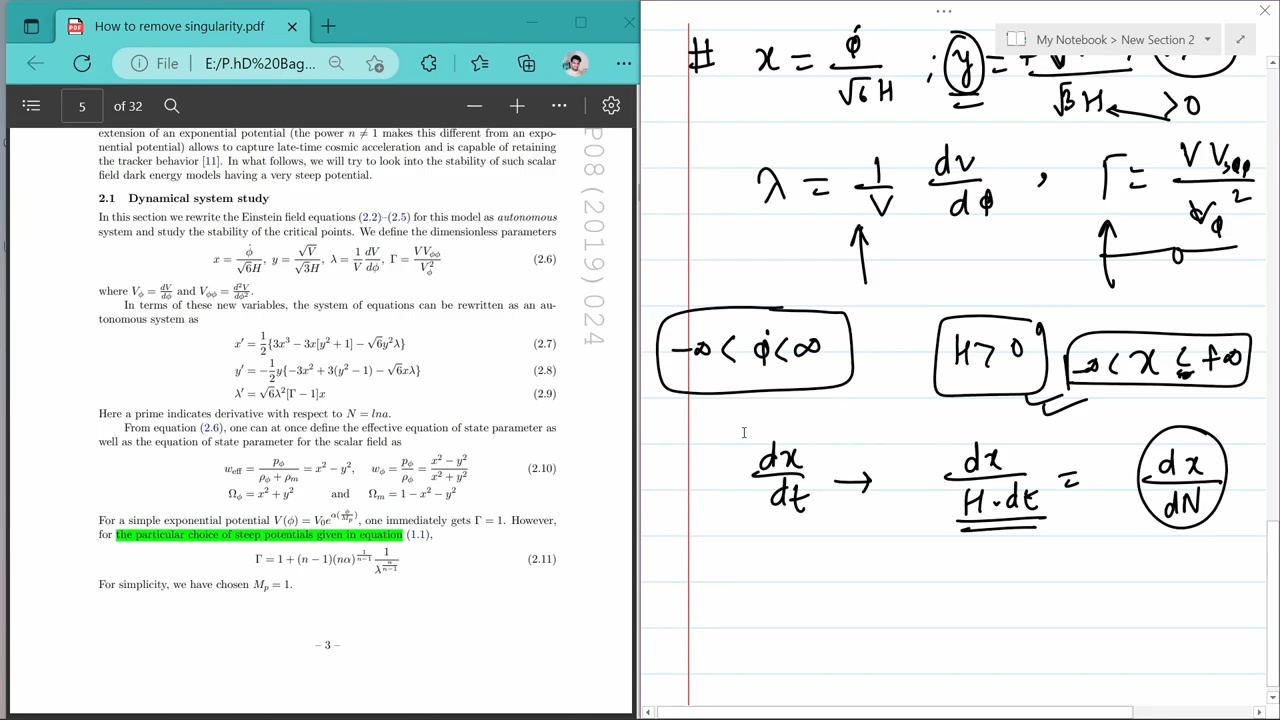 How to remove singularity.pdf
File E:/P.hD%20Bag...
5 of 32
extension of an exponential potential (the power n ≠ 1 makes this different from an expo-
nential potential) allows to capture late-time cosmic acceleration and is capable of retaining
the tracker behavior [11]. In what follows, we will try to look into the stability of such scalar
field dark energy models having a very steep potential.
2.1 Dynamical system study
In this section we rewrite the Einstein field equations (2.2)–(2.5) for this model as autonomous
system and study the stability of the critical points. We define the dimensionless parameters
x = φ̇/√6H, y = √V/√3H, λ = 1/V dV/dφ, Γ = VV_φφ/V_φ² (2.6)
where V_φ = dV/dφ and V_φφ = d²V/dφ².
In terms of these new variables, the system of equations can be rewritten as an au-
tonomous system as
x′ = 1/2{3x³ − 3x[y² + 1] − √6y²λ} (2.7)
y′ = −1/2y{−3x² + 3(y² − 1) − √6xλ} (2.8)
λ′ = √6λ²[Γ − 1]x (2.9)
Here a prime indicates derivative with respect to N = lna.
From equation (2.6), one can at once define the effective equation of state parameter as
well as the equation of state parameter for the scalar field as
w_eff = p_φ/(ρ_φ + ρ_m) = x² − y², w_φ = p_φ/ρ_φ = (x² − y²)/(x² + y²) (2.10)
Ω_φ = x² + y² and Ω_m = 1 − x² − y²
For a simple exponential potential V(φ) = V₀e^{α(φ/M_p)}, one immediately gets Γ = 1. However,
for the particular choice of steep potentials given in equation (1.1),
Γ = 1 + (n − 1)(nα)^{1/(n−1)} 1/λ^{n/(n−1)} (2.11)
For simplicity, we have chosen M_p = 1.
– 3 –
P08(2019)024
My Notebook > New Section 2
# x = φ̇/√6 H ; y = /√3 H > 0
λ = 1/V dV/dφ , Γ = V V,φφ/V_φ²
0
-∞ < φ̇ < ∞ H > 0 -∞ < x ≤ +∞
dx/dt → dx/H·dt = dx/dN